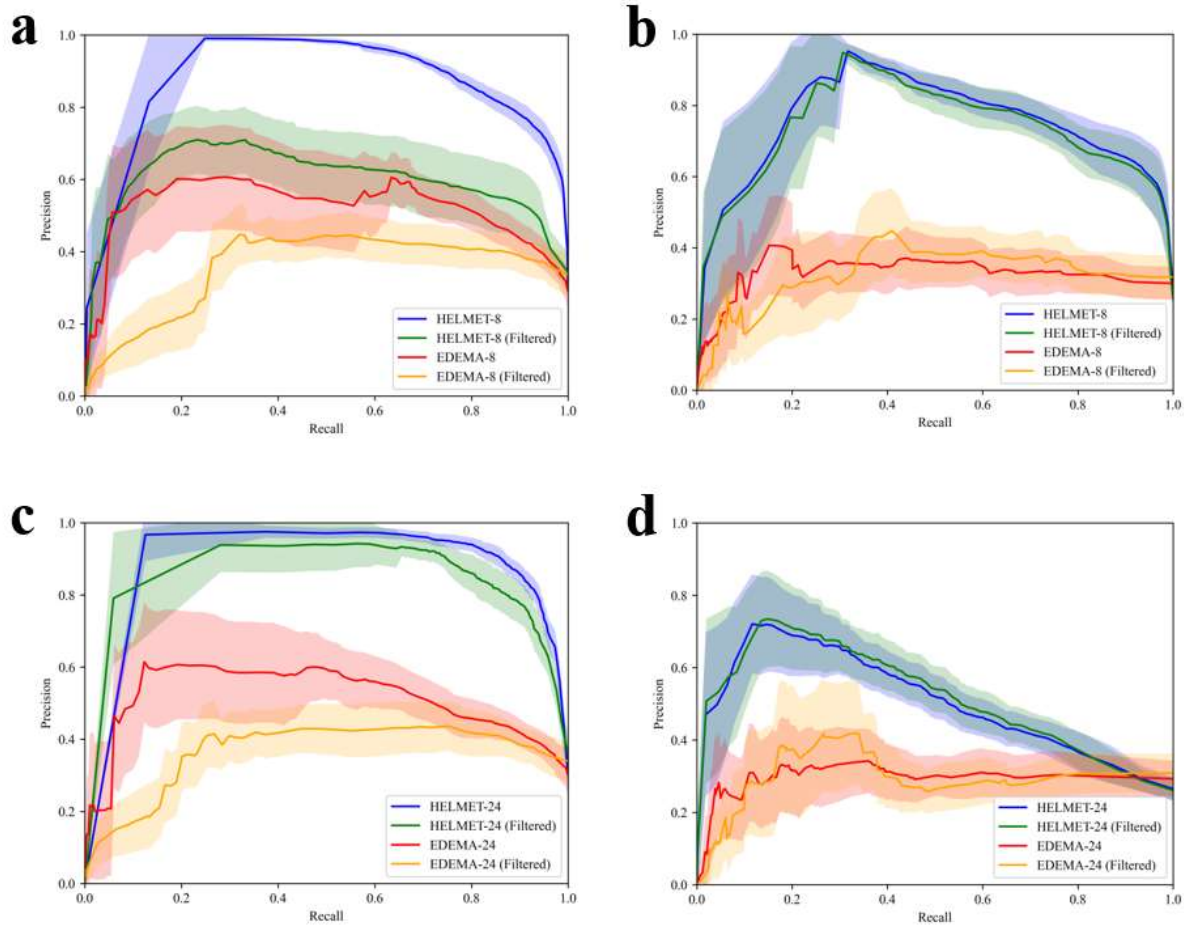 a
1.0
0.8
0.6
0.4
0.2
0.0
Precision
0.0 0.2 0.4 0.6 0.8 1.0
Recall
HELMET-8
HELMET-8 (Filtered)
EDEMA-8
EDEMA-8 (Filtered)
b
1.0
0.8
0.6
0.4
0.2
0.0
Precision
0.0 0.2 0.4 0.6 0.8 1.0
Recall
HELMET-8
HELMET-8 (Filtered)
EDEMA-8
EDEMA-8 (Filtered)
c
1.0
0.8
0.6
0.4
0.2
0.0
Precision
0.0 0.2 0.4 0.6 0.8 1.0
Recall
HELMET-24
HELMET-24 (Filtered)
EDEMA-24
EDEMA-24 (Filtered)
d
1.0
0.8
0.6
0.4
0.2
0.0
Precision
0.0 0.2 0.4 0.6 0.8 1.0
Recall
HELMET-24
HELMET-24 (Filtered)
EDEMA-24
EDEMA-24 (Filtered)